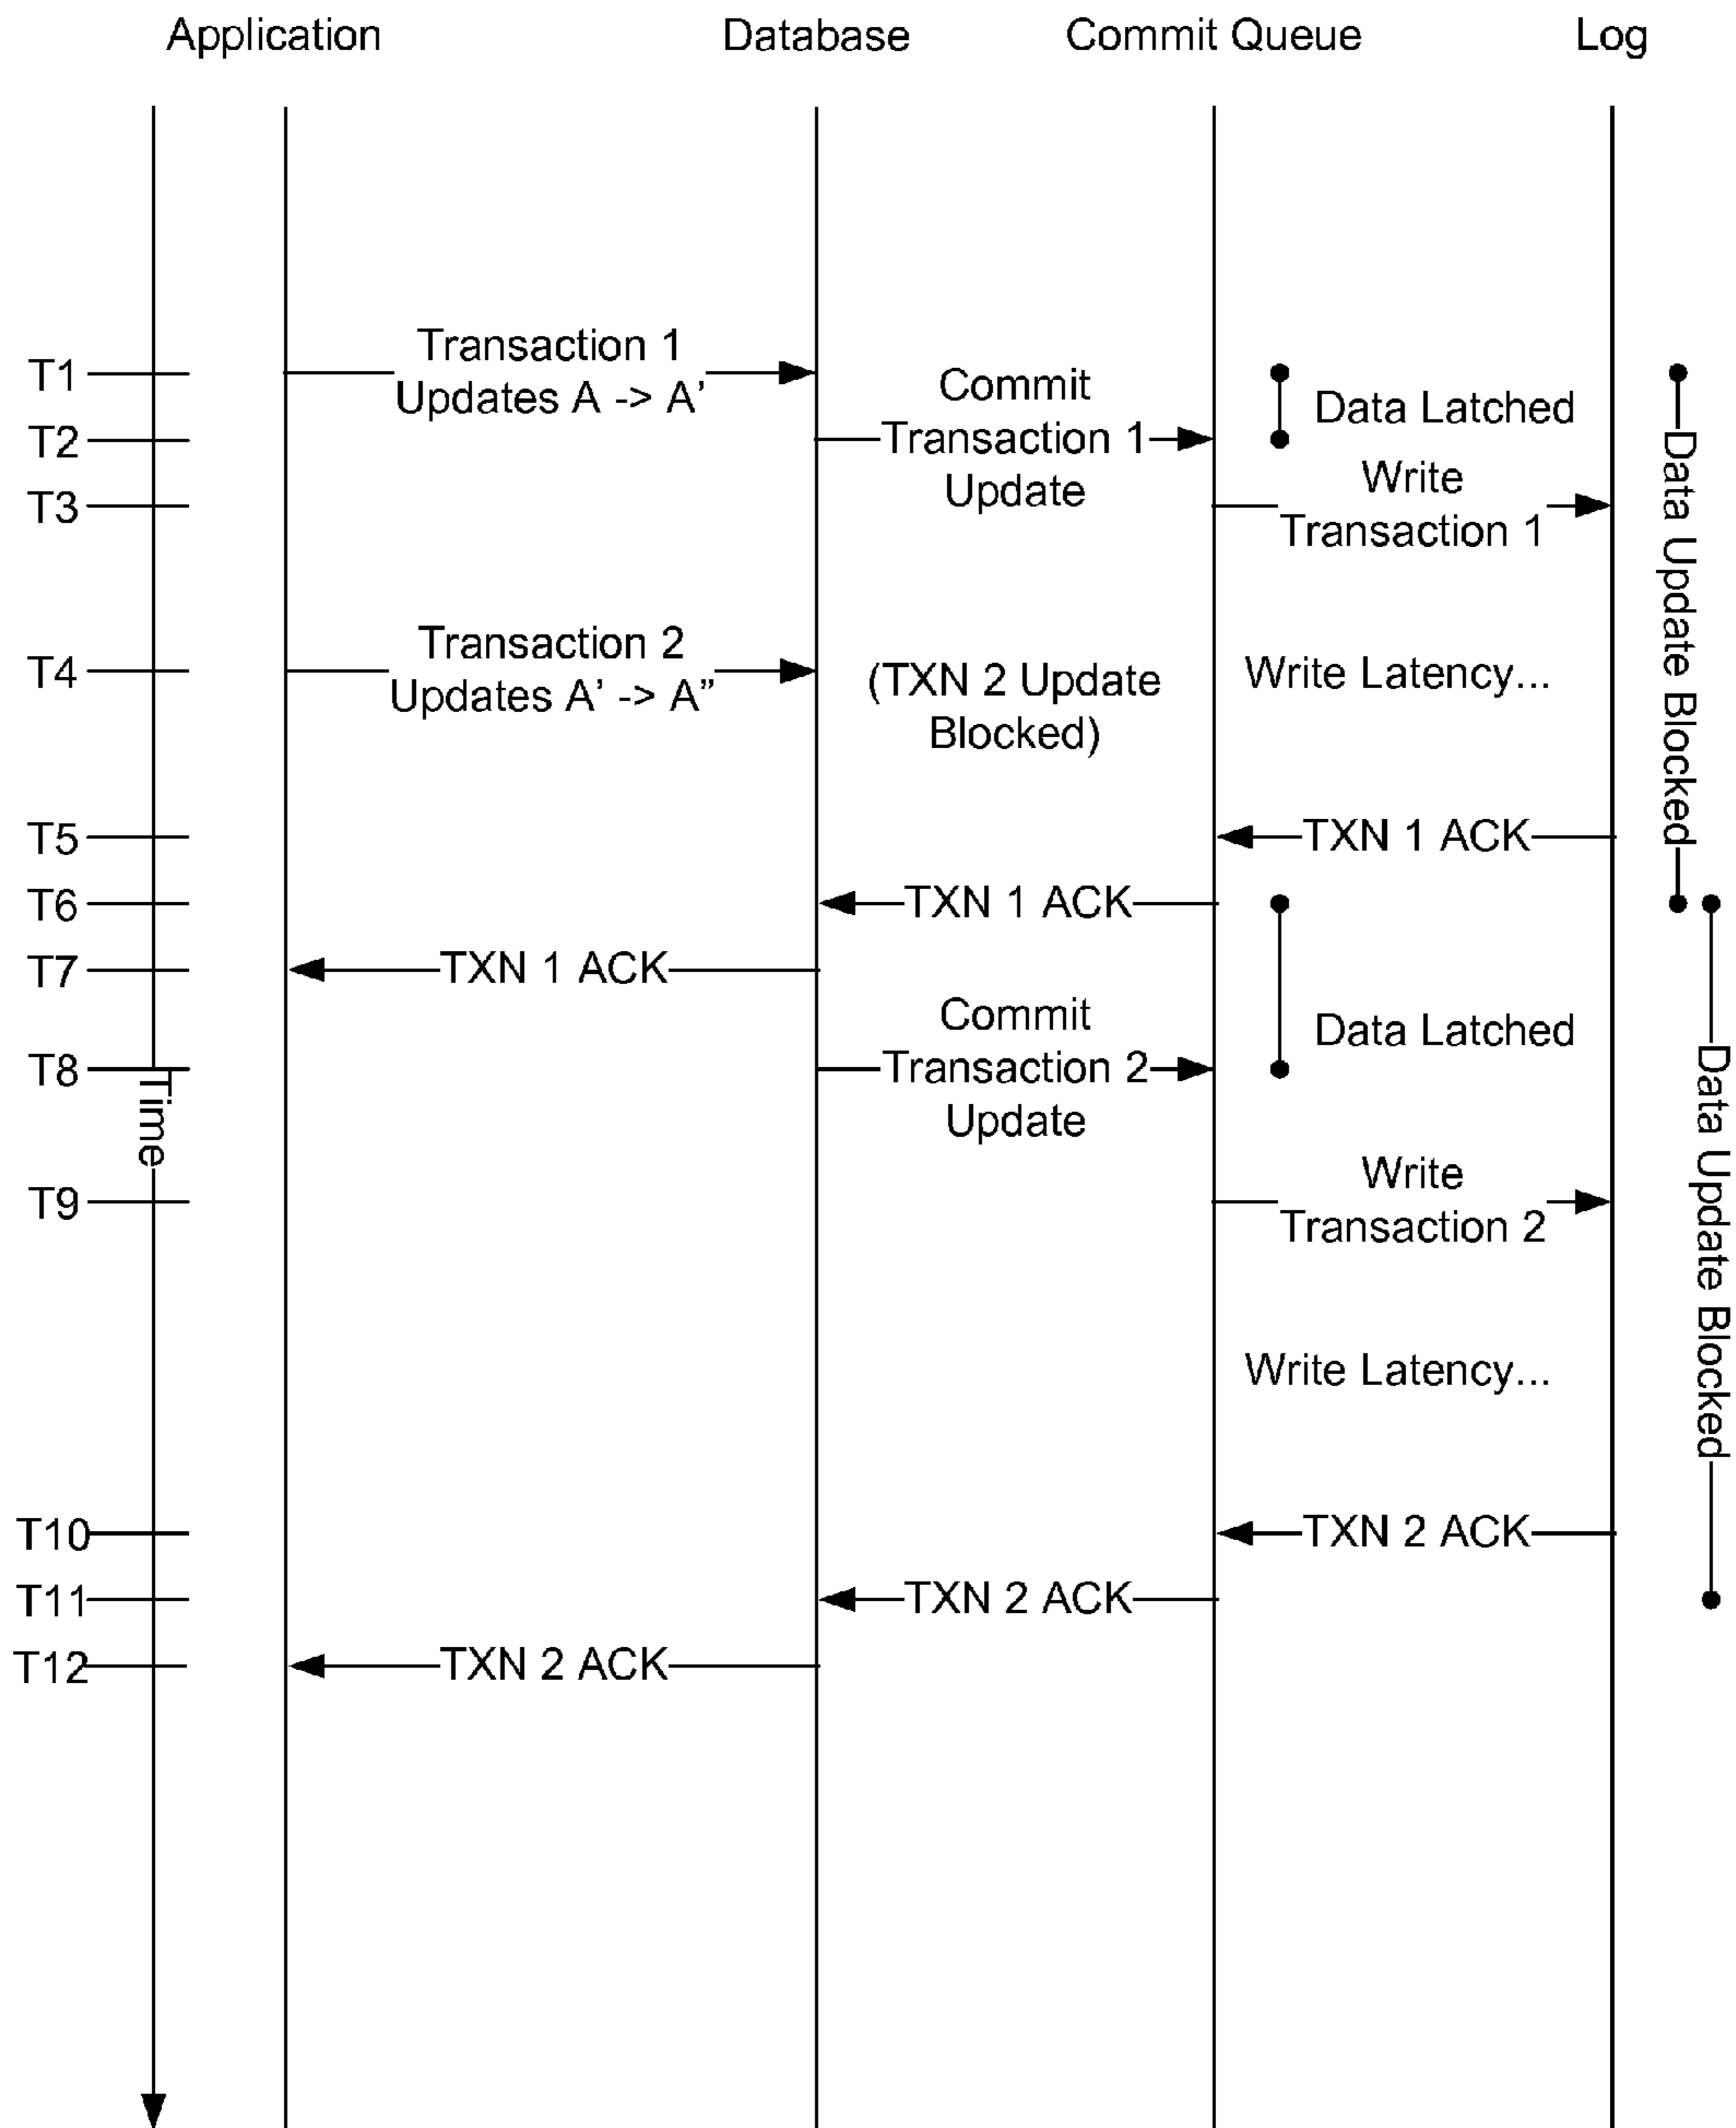 Application
Database
Commit Queue
Log
T1
Transaction 1
Updates A -> A’
Commit
Transaction 1
Update
Data Latched
T2
T3
Write
Transaction 1
Data Update Blocked
T4
Transaction 2
Updates A’ -> A”
(TXN 2 Update
Blocked)
Write Latency...
T5
TXN 1 ACK
T6
TXN 1 ACK
T7
TXN 1 ACK
Commit
Transaction 2
Update
Data Latched
T8
Time
Data Update Blocked
T9
Write
Transaction 2
Write Latency...
T10
TXN 2 ACK
T11
TXN 2 ACK
T12
TXN 2 ACK